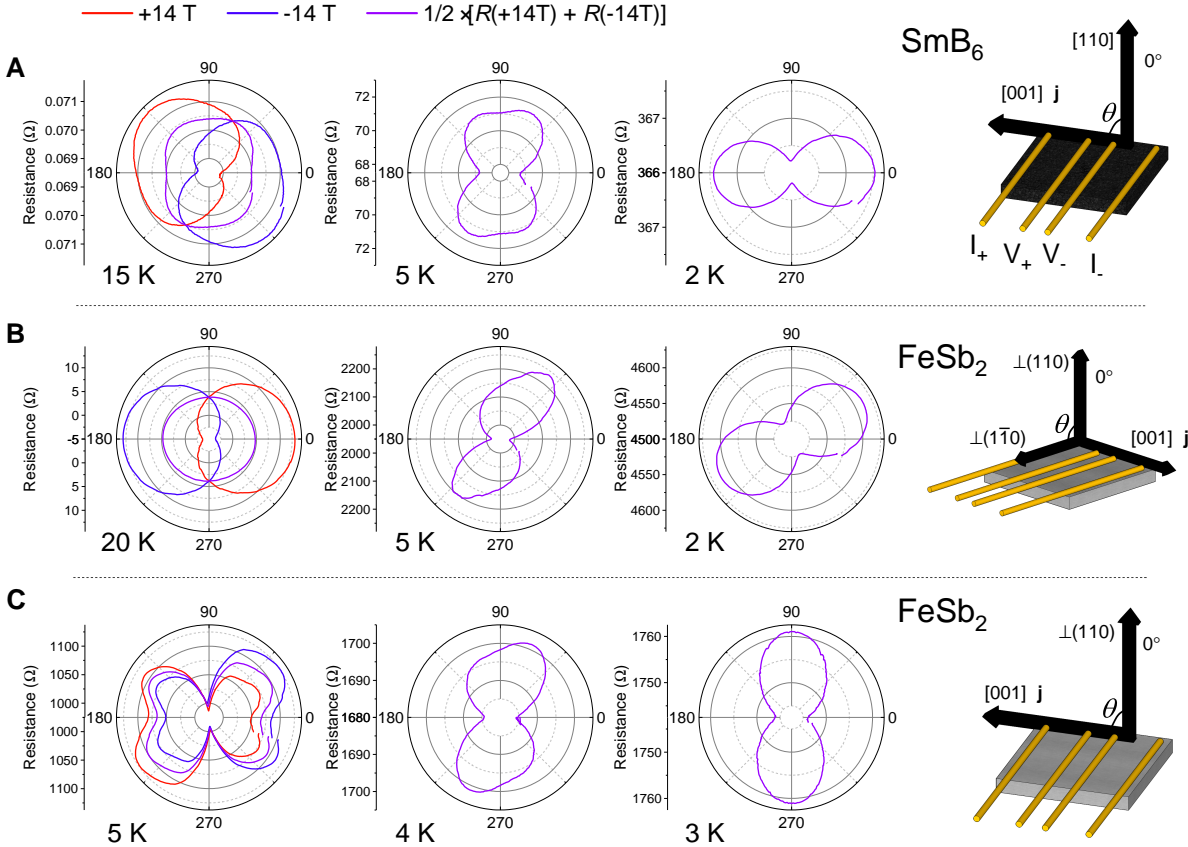 +14 T
-14 T
1/2 ×[R(+14T) + R(-14T)]
A
SmB6
[110]
0°
[001] j
θ
I+
V+
V-
I-
Resistance (Ω)
0.071
0.070
0.069
0.069
0.070
0.071
90
180
0
270
15 K
Resistance (Ω)
72
70
68
68
70
72
90
180
0
270
5 K
Resistance (Ω)
367
366
367
90
180
0
270
2 K
B
FeSb2
⊥(110)
0°
θ
⊥(11̅0)
[001] j
Resistance (Ω)
10
5
0
-5
0
5
10
90
180
0
270
20 K
Resistance (Ω)
2200
2100
2000
2000
2100
2200
90
180
0
270
5 K
Resistance (Ω)
4600
4550
4500
4550
4600
90
180
0
270
2 K
C
FeSb2
⊥(110)
0°
[001] j
θ
Resistance (Ω)
1100
1050
1000
1000
1050
1100
90
180
0
270
5 K
Resistance (Ω)
1700
1690
1680
1690
1700
90
180
0
270
4 K
Resistance (Ω)
1760
1750
1750
1760
90
180
0
270
3 K